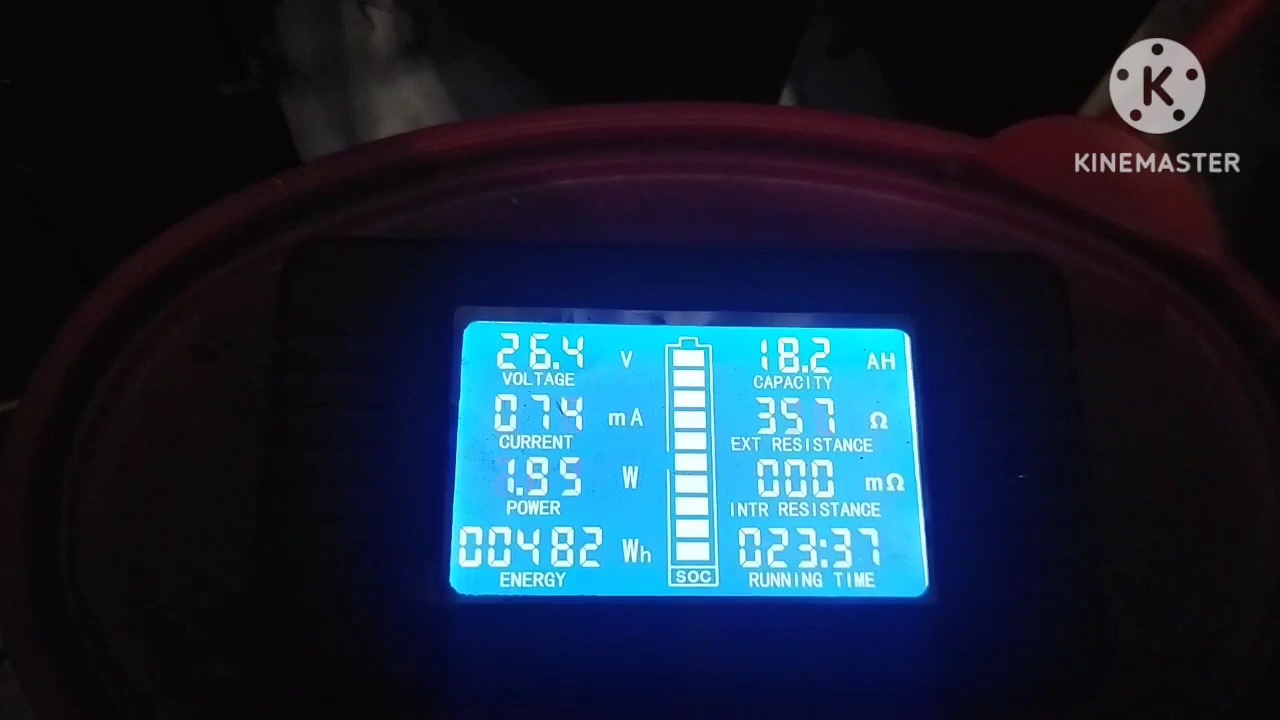 K
KINEMASTER
26.4 V
VOLTAGE
074 mA
CURRENT
1.95 W
POWER
00482 Wh
ENERGY
SOC
18.2 AH
CAPACITY
357 Ω
EXT RESISTANCE
000 mΩ
INTR RESISTANCE
023:37
RUNNING TIME